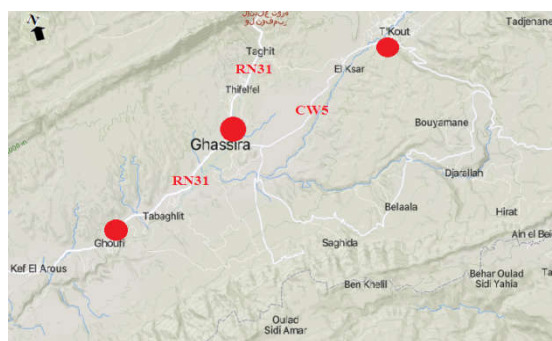 N
T'Kout
Tadjenane
Taghit
RN31
El Ksar
Thifelfel
CW5
Bouyamane
Ghassira
RN31
Djarallah
Tabaghlit
Belaala
Hirat
Ghoufi
Saghida
Ain el Bei
Kef El Arous
Behar Oulad
Sidi Yahia
Ben Khelil
Oulad
Sidi Amar